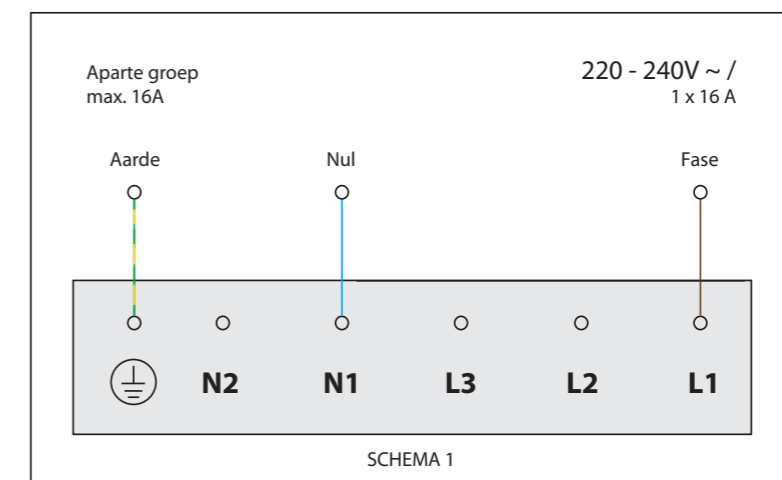 Aparte groep
max. 16A
220 - 240V ~ /
1 x 16 A
Aarde
Nul
Fase
N2
N1
L3
L2
L1
SCHEMA 1